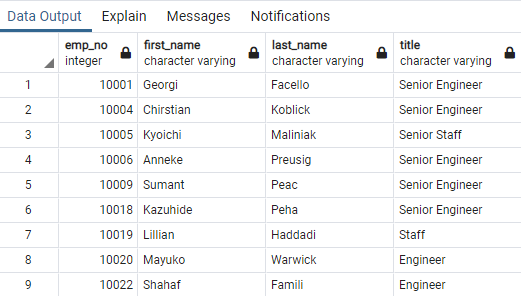 Data Output Explain Messages Notifications
emp_no first_name last_name title
integer character varying character varying character varying
1 10001 Georgi Facello Senior Engineer
2 10004 Chirstian Koblick Senior Engineer
3 10005 Kyoichi Maliniak Senior Staff
4 10006 Anneke Preusig Senior Engineer
5 10009 Sumant Peac Senior Engineer
6 10018 Kazuhide Peha Senior Engineer
7 10019 Lillian Haddadi Staff
8 10020 Mayuko Warwick Engineer
9 10022 Shahaf Famili Engineer